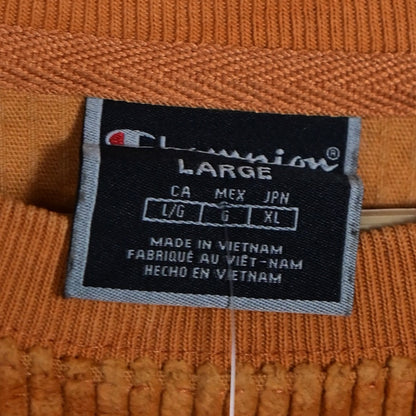 Champion®
LARGE
CA MEX JPN
L/G G XL
MADE IN VIETNAM
FABRIQUÉ AU VIÊT-NAM
HECHO EN VIETNAM